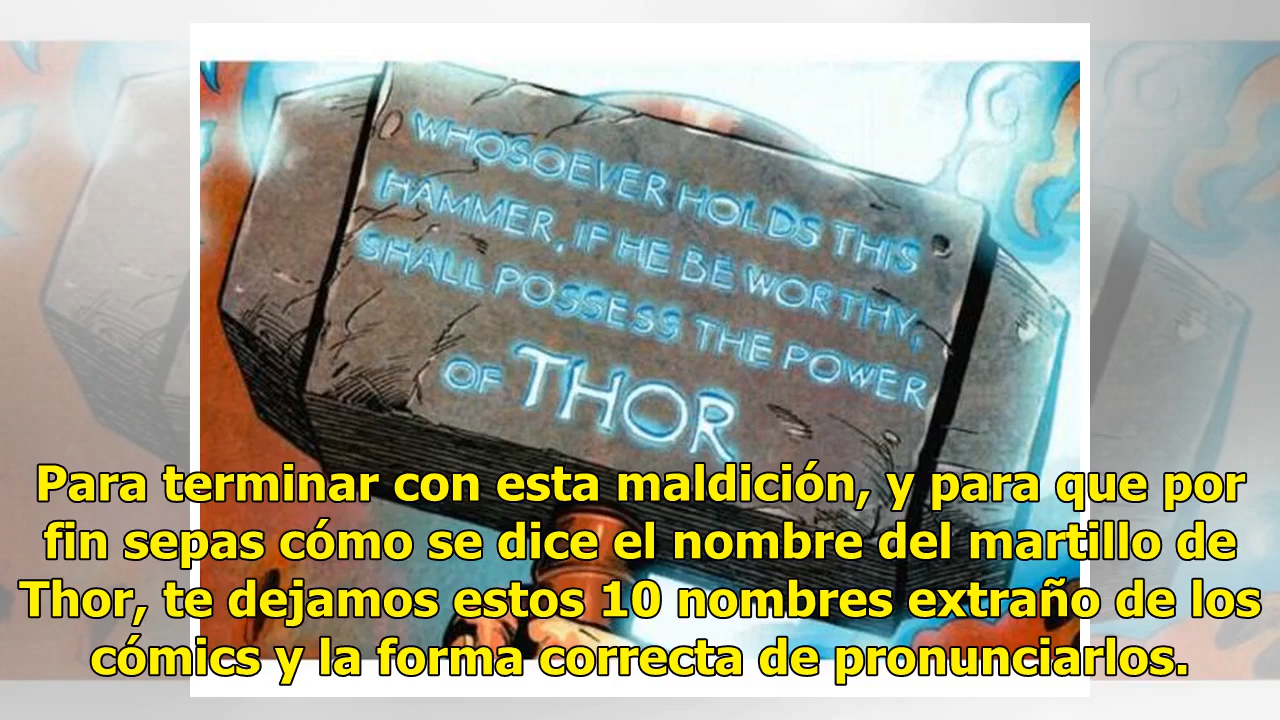 WHOSOEVER HOLDS THIS
HAMMER, IF HE BE WORTHY,
SHALL POSSESS THE POWER
OF THOR
Para terminar con esta maldición, y para que por
fin sepas cómo se dice el nombre del martillo de
Thor, te dejamos estos 10 nombres extraño de los
cómics y la forma correcta de pronunciarlos.